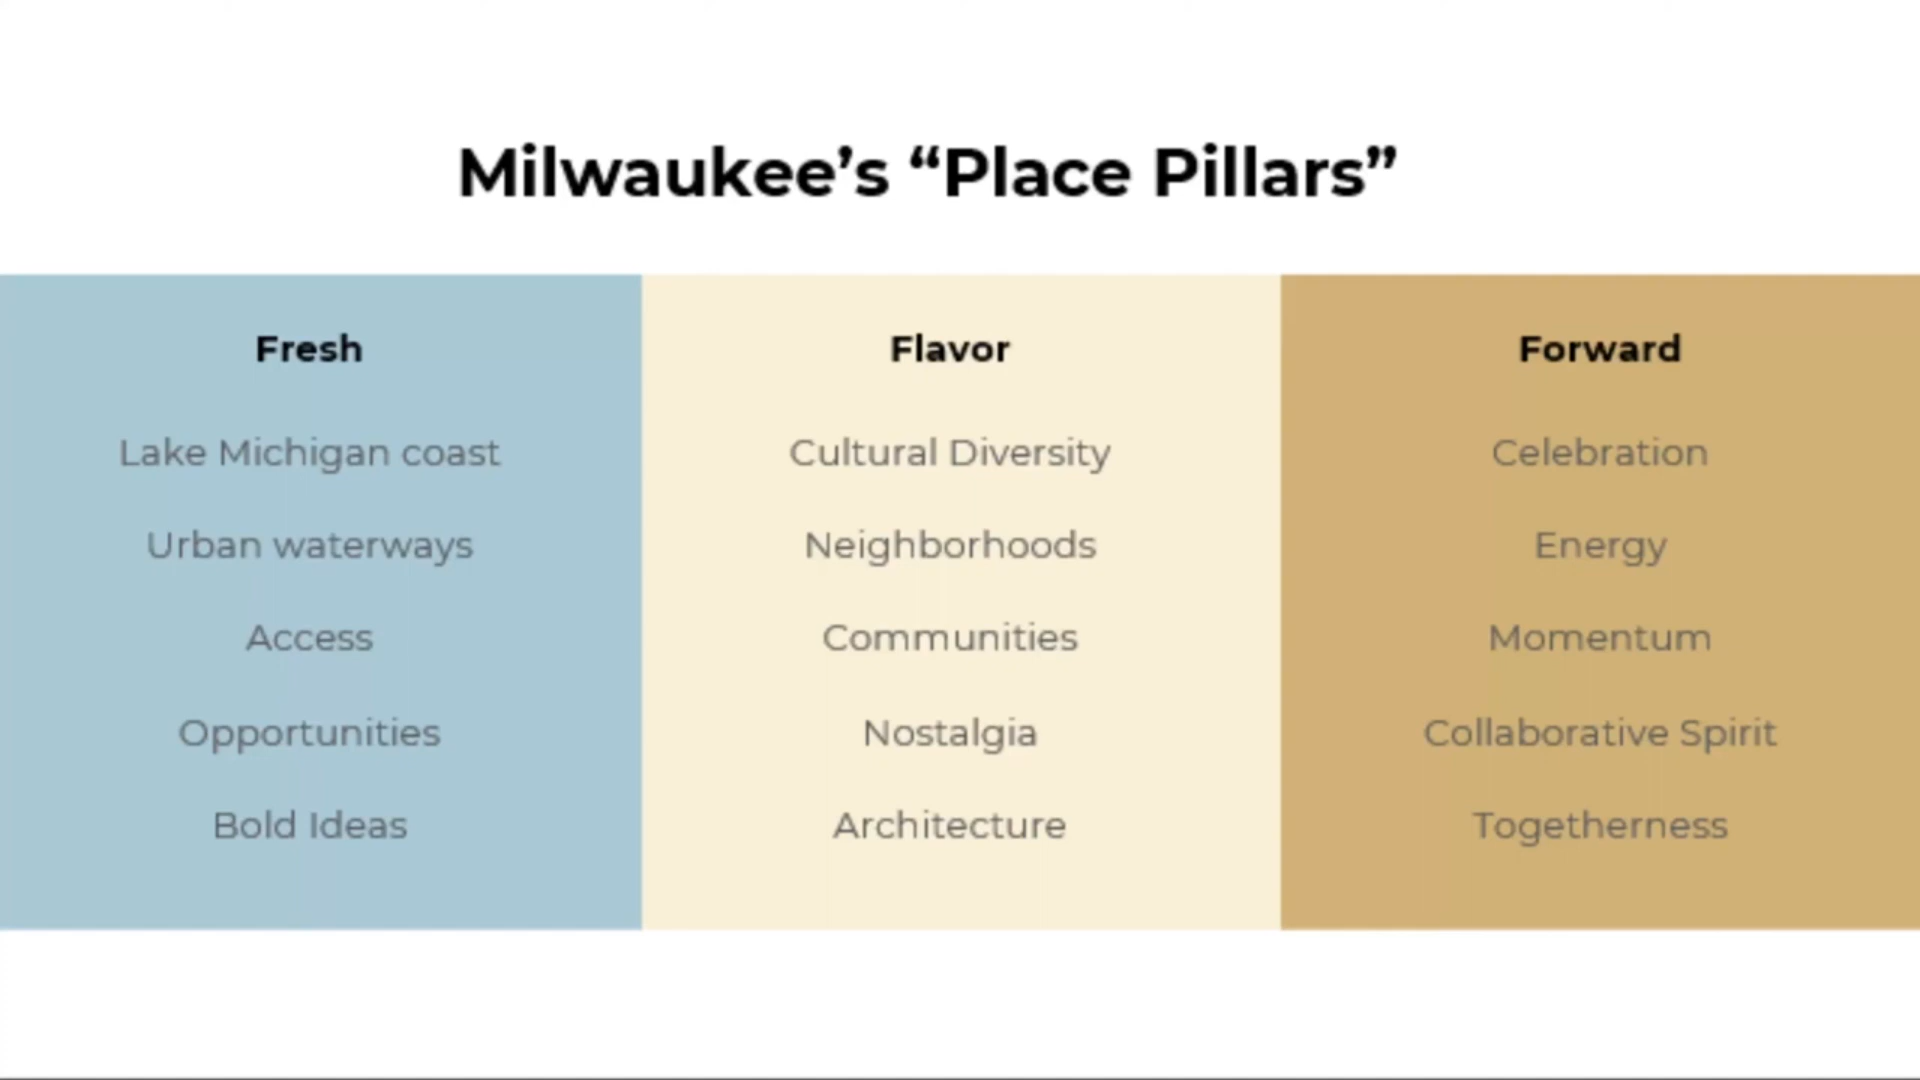 Milwaukee’s “Place Pillars”
Fresh
Lake Michigan coast
Urban waterways
Access
Opportunities
Bold Ideas
Flavor
Cultural Diversity
Neighborhoods
Communities
Nostalgia
Architecture
Forward
Celebration
Energy
Momentum
Collaborative Spirit
Togetherness